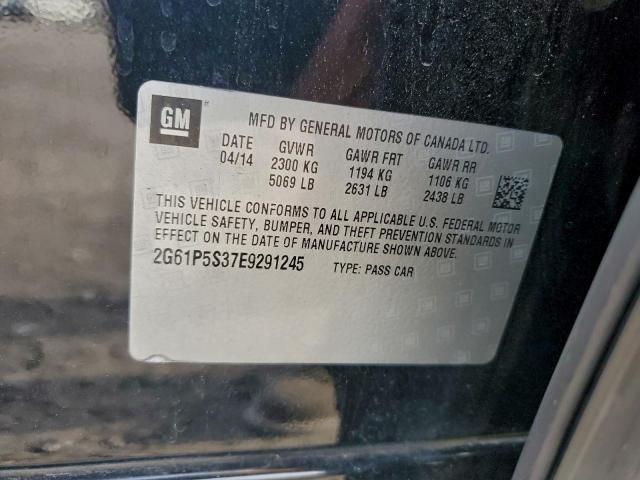 GM
MFD BY GENERAL MOTORS OF CANADA LTD.
DATE GVWR GAWR FRT GAWR RR
04/14 2300 KG 1194 KG 1106 KG
5069 LB 2631 LB 2438 LB
THIS VEHICLE CONFORMS TO ALL APPLICABLE U.S. FEDERAL MOTOR
VEHICLE SAFETY, BUMPER, AND THEFT PREVENTION STANDARDS IN
EFFECT ON THE DATE OF MANUFACTURE SHOWN ABOVE.
2G61P5S37E9291245 TYPE: PASS CAR